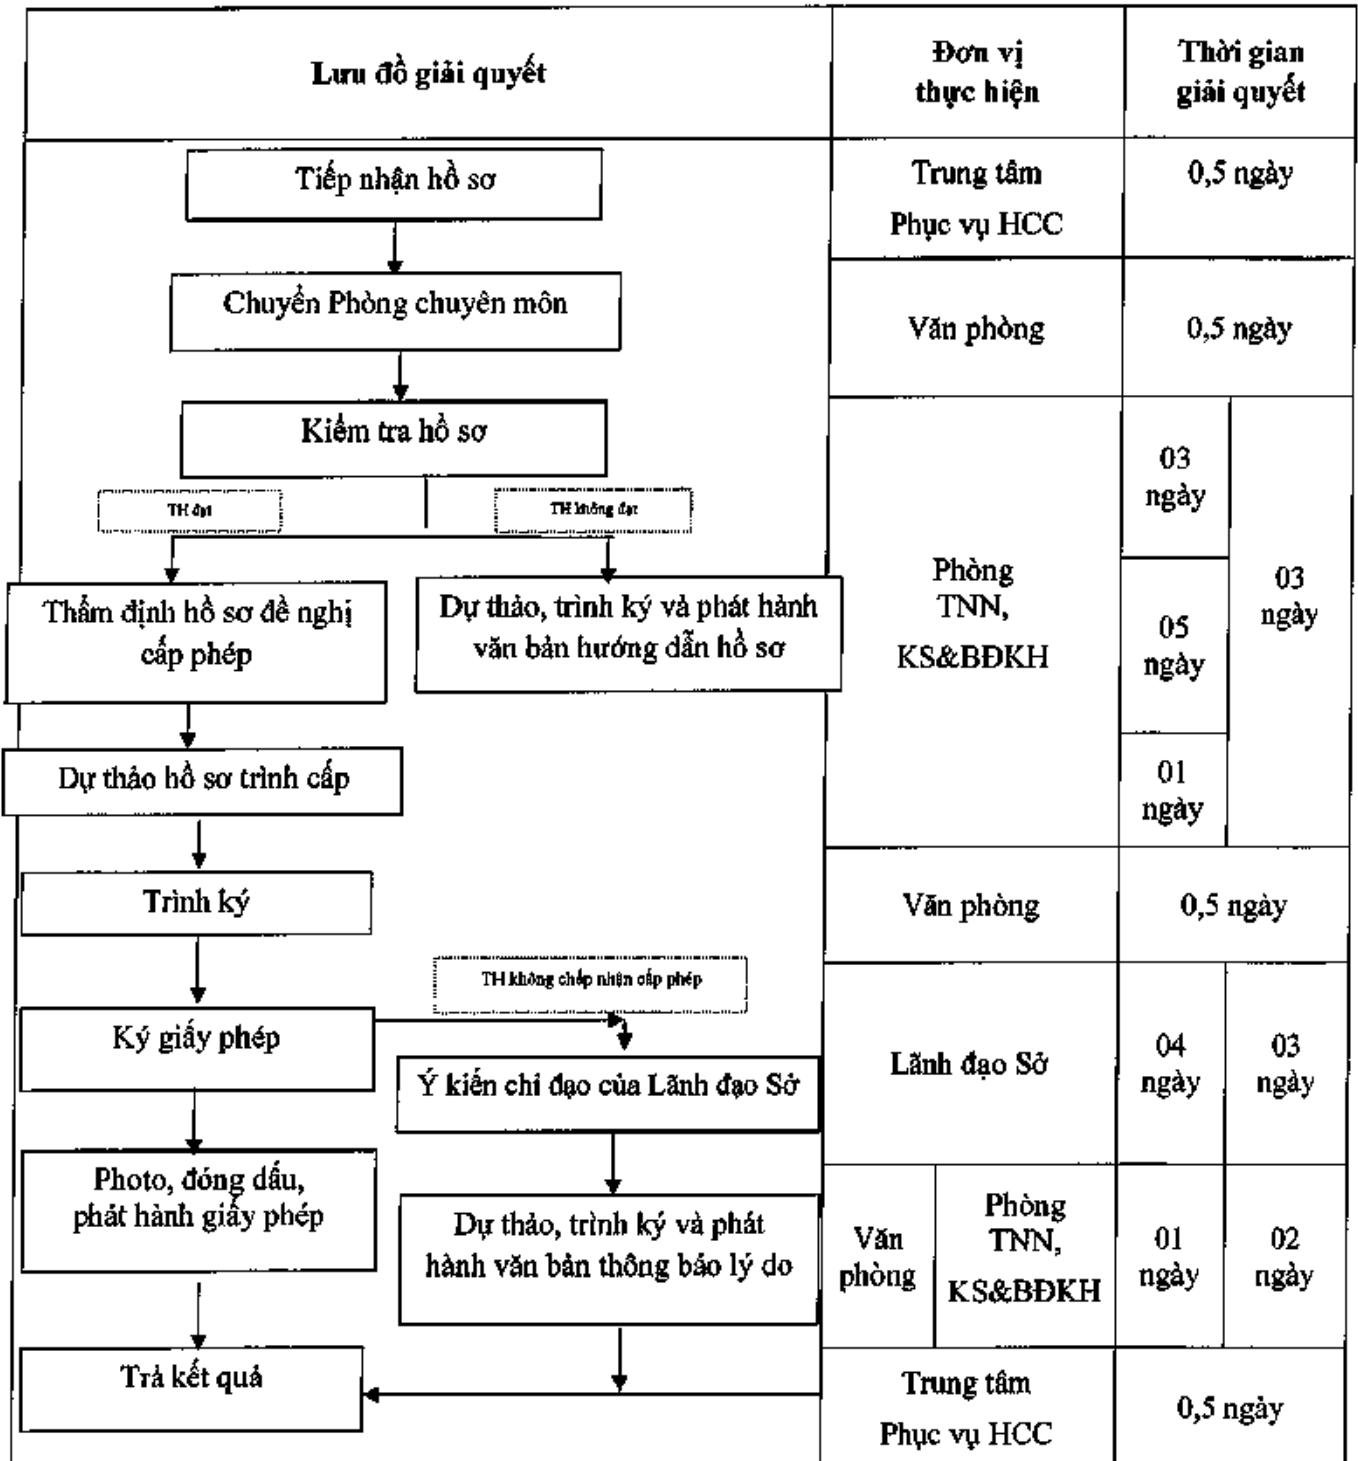 Lưu đồ giải quyết
Đơn vị
thực hiện
Thời gian
giải quyết
Tiếp nhận hồ sơ
Trung tâm
Phục vụ HCC
0,5 ngày
Chuyển Phòng chuyên môn
Văn phòng
0,5 ngày
Kiểm tra hồ sơ
TH đạt
TH không đạt
Thẩm định hồ sơ đề nghị
cấp phép
Dự thảo, trình ký và phát hành
văn bản hướng dẫn hồ sơ
Dự thảo hồ sơ trình cấp
Phòng
TNN,
KS&BĐKH
03
ngày
05
ngày
01
ngày
03
ngày
Trình ký
Văn phòng
0,5 ngày
TH không chấp nhận cấp phép
Ký giấy phép
Ý kiến chỉ đạo của Lãnh đạo Sở
Lãnh đạo Sở
04
ngày
03
ngày
Photo, đóng dấu,
phát hành giấy phép
Dự thảo, trình ký và phát
hành văn bản thông báo lý do
Văn
phòng
Phòng
TNN,
KS&BĐKH
01
ngày
02
ngày
Trả kết quả
Trung tâm
Phục vụ HCC
0,5 ngày